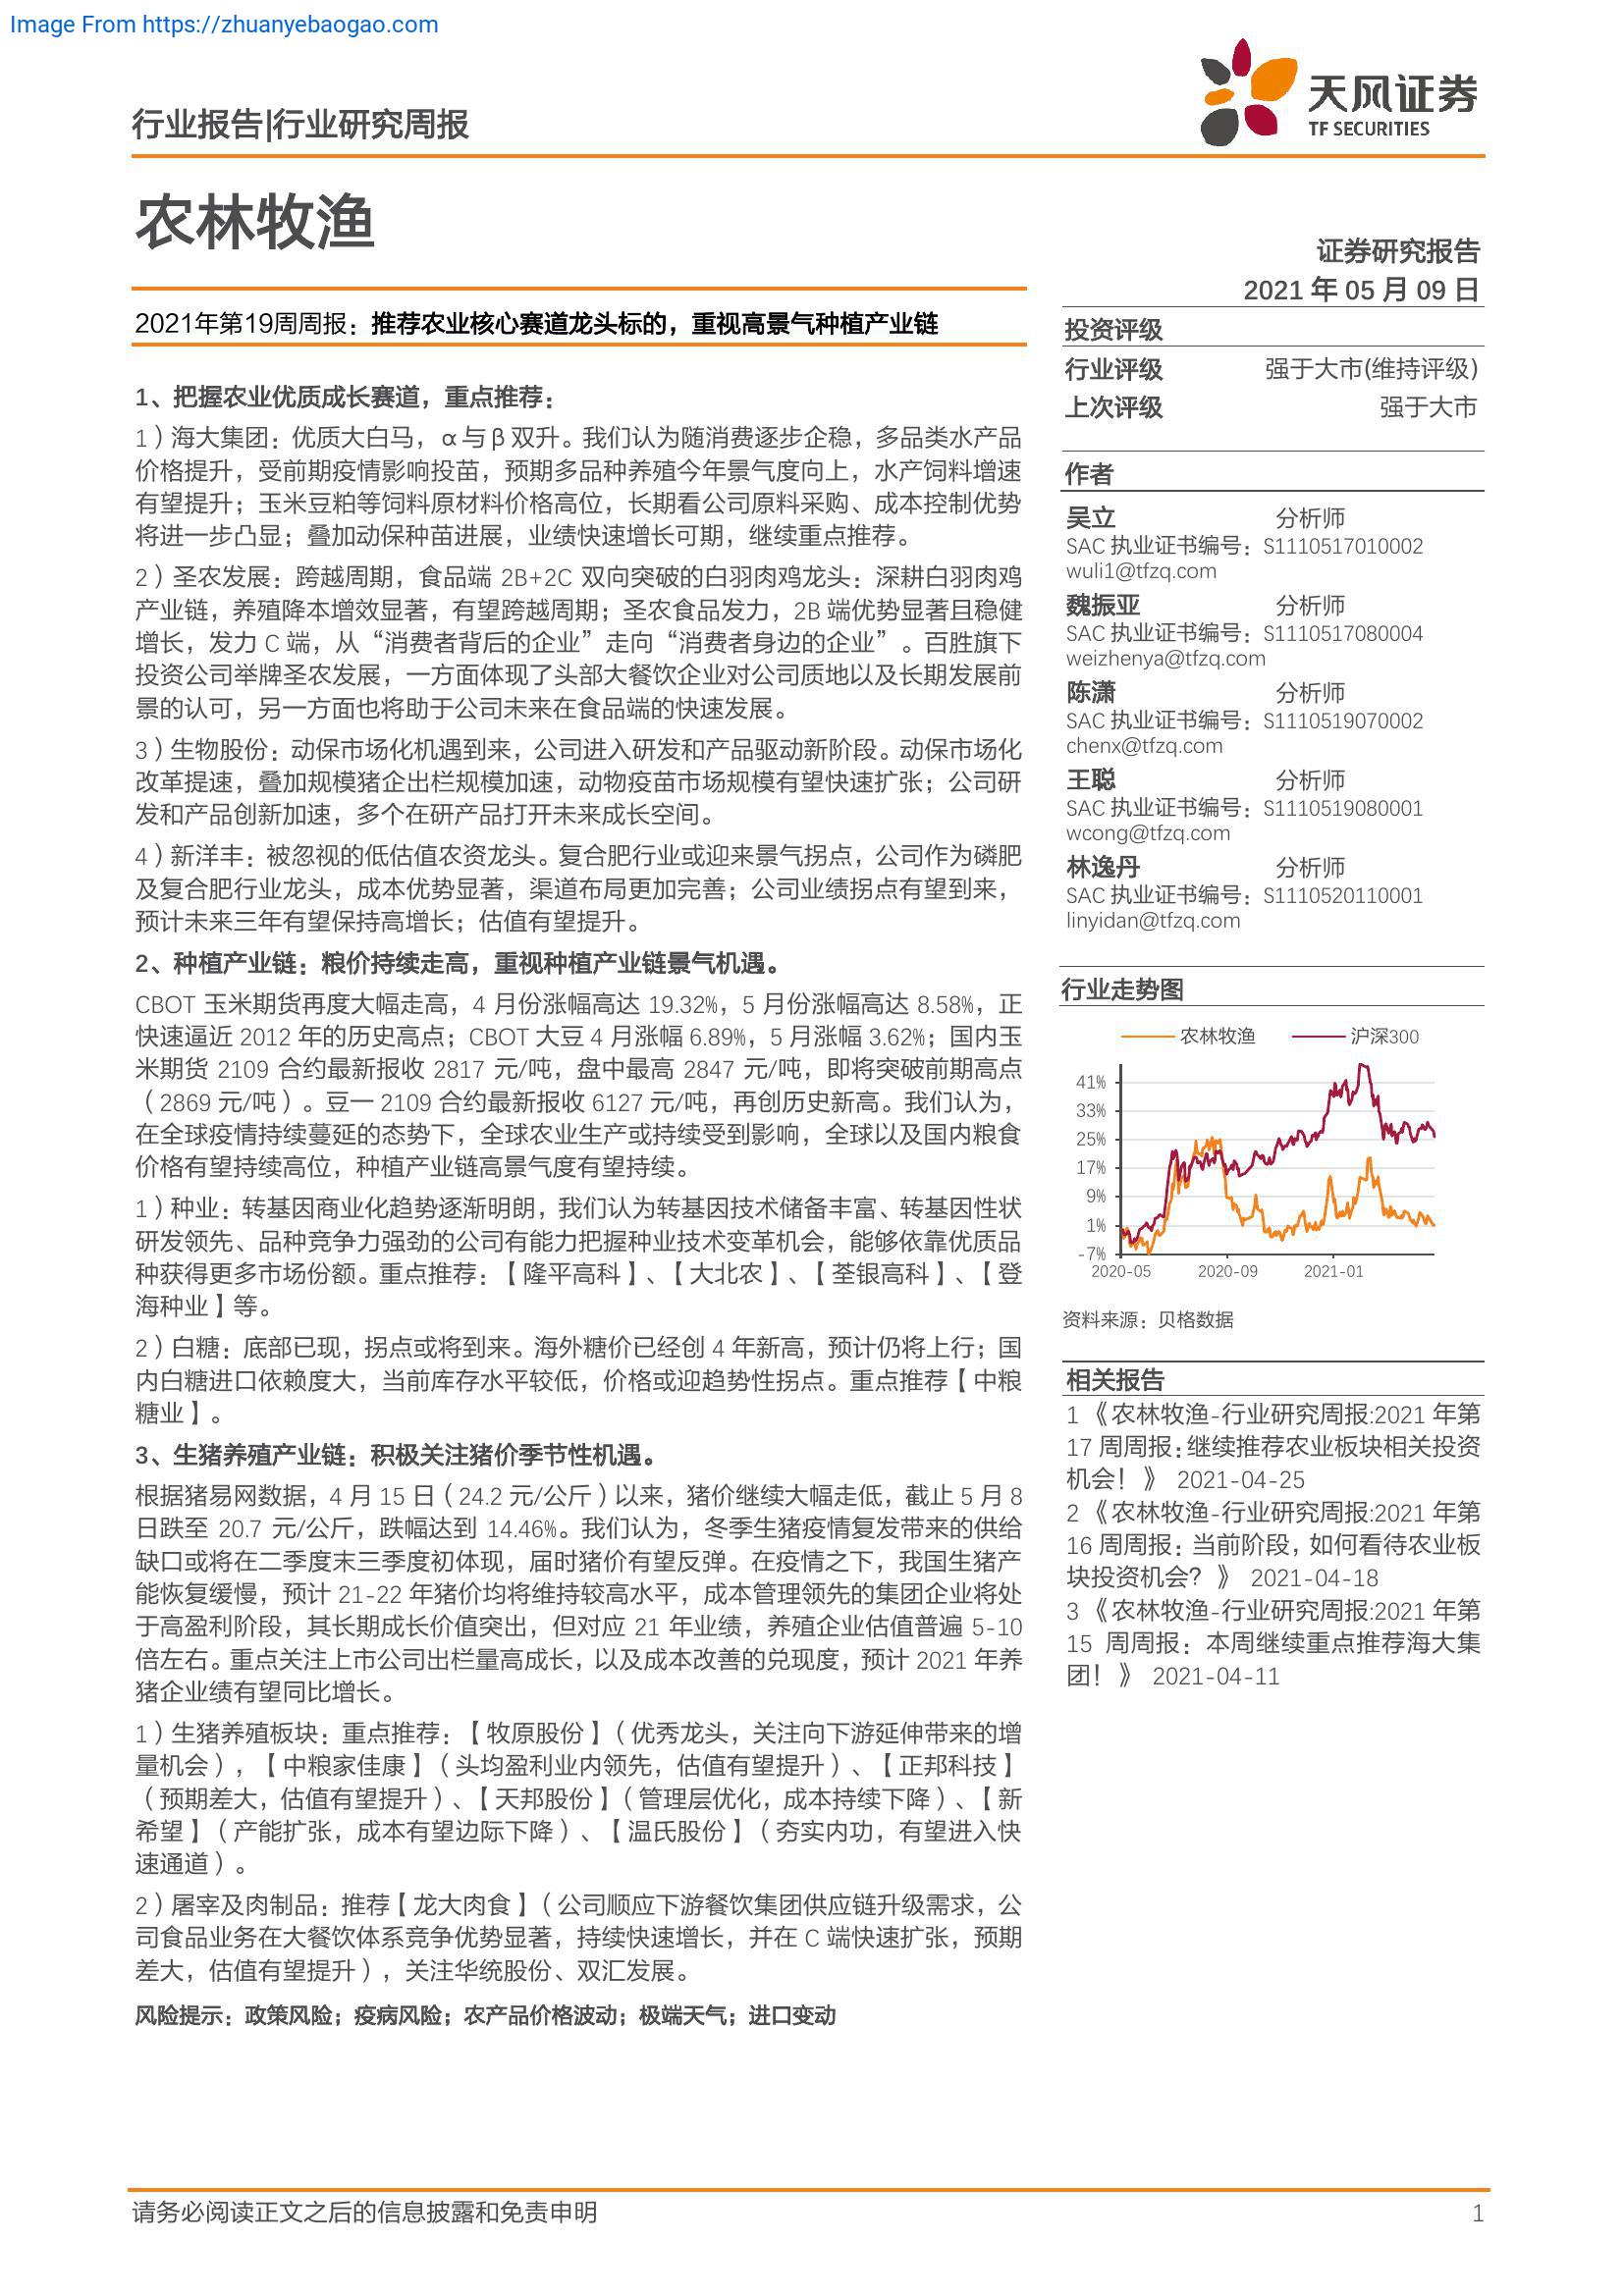 Image From https://zhuanyebaogao.com
行业报告|行业研究周报
天风证券
TF SECURITIES
农林牧渔
证券研究报告
2021 年 05 月 09 日
2021年第19周周报：推荐农业核心赛道龙头标的，重视高景气种植产业链
1、把握农业优质成长赛道，重点推荐：
1）海大集团：优质大白马，α与β双升。我们认为随消费逐步企稳，多品类水产品
价格提升，受前期疫情影响投苗，预期多品种养殖今年景气度向上，水产饲料增速
有望提升；玉米豆粕等饲料原材料价格高位，长期看公司原料采购、成本控制优势
将进一步凸显；叠加动保种苗进展，业绩快速增长可期，继续重点推荐。
2）圣农发展：跨越周期，食品端 2B+2C 双向突破的白羽肉鸡龙头：深耕白羽肉鸡
产业链，养殖降本增效显著，有望跨越周期；圣农食品发力，2B 端优势显著且稳健
增长，发力 C 端，从“消费者背后的企业”走向“消费者身边的企业”。百胜旗下
投资公司举牌圣农发展，一方面体现了头部大餐饮企业对公司质地以及长期发展前
景的认可，另一方面也将助于公司未来在食品端的快速发展。
3）生物股份：动保市场化机遇到来，公司进入研发和产品驱动新阶段。动保市场化
改革提速，叠加规模猪企出栏规模加速，动物疫苗市场规模有望快速扩张；公司研
发和产品创新加速，多个在研产品打开未来成长空间。
4）新洋丰：被忽视的低估值农资龙头。复合肥行业或迎来景气拐点，公司作为磷肥
及复合肥行业龙头，成本优势显著，渠道布局更加完善；公司业绩拐点有望到来，
预计未来三年有望保持高增长；估值有望提升。
2、种植产业链：粮价持续走高，重视种植产业链景气机遇。
CBOT 玉米期货再度大幅走高，4 月份涨幅高达 19.32%，5 月份涨幅高达 8.58%，正
快速逼近 2012 年的历史高点；CBOT 大豆 4 月涨幅 6.89%，5 月涨幅 3.62%；国内玉
米期货 2109 合约最新报收 2817 元/吨，盘中最高 2847 元/吨，即将突破前期高点
（2869 元/吨）。豆一 2109 合约最新报收 6127 元/吨，再创历史新高。我们认为，
在全球疫情持续蔓延的态势下，全球农业生产或持续受到影响，全球以及国内粮食
价格有望持续高位，种植产业链高景气度有望持续。
1）种业：转基因商业化趋势逐渐明朗，我们认为转基因技术储备丰富、转基因性状
研发领先、品种竞争力强劲的公司有能力把握种业技术变革机会，能够依靠优质品
种获得更多市场份额。重点推荐：【隆平高科】、【大北农】、【荃银高科】、【登
海种业】等。
2）白糖：底部已现，拐点或将到来。海外糖价已经创 4 年新高，预计仍将上行；国
内白糖进口依赖度大，当前库存水平较低，价格或迎趋势性拐点。重点推荐【中粮
糖业】。
3、生猪养殖产业链：积极关注猪价季节性机遇。
根据猪易网数据，4 月 15 日（24.2 元/公斤）以来，猪价继续大幅走低，截止 5 月 8
日跌至 20.7 元/公斤，跌幅达到 14.46%。我们认为，冬季生猪疫情复发带来的供给
缺口或将在二季度末三季度初体现，届时猪价有望反弹。在疫情之下，我国生猪产
能恢复缓慢，预计 21-22 年猪价均将维持较高水平，成本管理领先的集团企业将处
于高盈利阶段，其长期成长价值突出，但对应 21 年业绩，养殖企业估值普遍 5-10
倍左右。重点关注上市公司出栏量高成长，以及成本改善的兑现度，预计 2021 年养
猪企业绩有望同比增长。
1）生猪养殖板块：重点推荐：【牧原股份】（优秀龙头，关注向下游延伸带来的增
量机会），【中粮家佳康】（头均盈利业内领先，估值有望提升）、【正邦科技】
（预期差大，估值有望提升）、【天邦股份】（管理层优化，成本持续下降）、【新
希望】（产能扩张，成本有望边际下降）、【温氏股份】（夯实内功，有望进入快
速通道）。
2）屠宰及肉制品：推荐【龙大肉食】（公司顺应下游餐饮集团供应链升级需求，公
司食品业务在大餐饮体系竞争优势显著，持续快速增长，并在 C 端快速扩张，预期
差大，估值有望提升），关注华统股份、双汇发展。
风险提示：政策风险；疫病风险；农产品价格波动；极端天气；进口变动
投资评级
行业评级 强于大市(维持评级)
上次评级 强于大市
作者
吴立 分析师
SAC 执业证书编号：S1110517010002
wuli1@tfzq.com
魏振亚 分析师
SAC 执业证书编号：S1110517080004
weizhenya@tfzq.com
陈潇 分析师
SAC 执业证书编号：S1110519070002
chenx@tfzq.com
王聪 分析师
SAC 执业证书编号：S1110519080001
wcong@tfzq.com
林逸丹 分析师
SAC 执业证书编号：S1110520110001
linyidan@tfzq.com
行业走势图
农林牧渔 沪深300
41%
33%
25%
17%
9%
1%
-7%
2020-05 2020-09 2021-01
资料来源：贝格数据
相关报告
1 《农林牧渔-行业研究周报:2021 年第
17 周周报:继续推荐农业板块相关投资
机会！》 2021-04-25
2 《农林牧渔-行业研究周报:2021 年第
16 周周报：当前阶段，如何看待农业板
块投资机会？》 2021-04-18
3 《农林牧渔-行业研究周报:2021 年第
15 周周报：本周继续重点推荐海大集
团！》 2021-04-11
请务必阅读正文之后的信息披露和免责申明 1